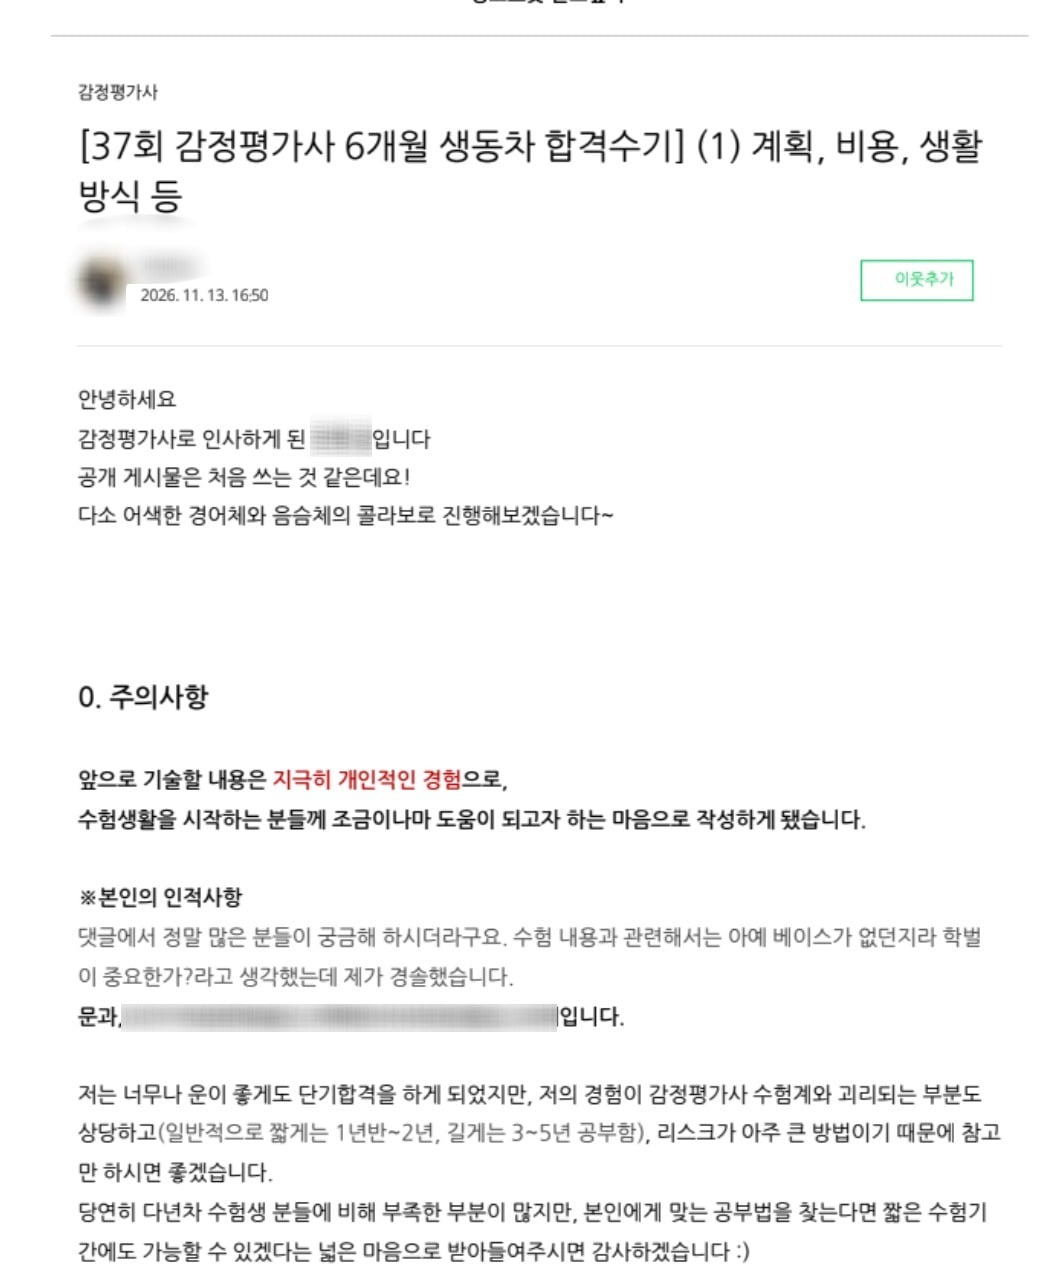 감정평가사
[37회 감정평가사 6개월 생동차 합격수기] (1) 계획, 비용, 생활
방식 등
2026. 11. 13. 16:50
이웃추가
안녕하세요
감정평가사로 인사하게 된 입니다
공개 게시물은 처음 쓰는 것 같은데요!
다소 어색한 경어체와 음슴체의 콜라보로 진행해보겠습니다~
0. 주의사항
앞으로 기술할 내용은 지극히 개인적인 경험으로,
수험생활을 시작하는 분들께 조금이나마 도움이 되고자 하는 마음으로 작성하게 됐습니다.
※본인의 인적사항
댓글에서 정말 많은 분들이 궁금해 하시더라구요. 수험 내용과 관련해서는 아예 베이스가 없던지라 학벌
이 중요한가?라고 생각했는데 제가 경솔했습니다.
문과, 입니다.
저는 너무나 운이 좋게도 단기합격을 하게 되었지만, 저의 경험이 감정평가사 수험계와 괴리되는 부분도
상당하고(일반적으로 짧게는 1년반~2년, 길게는 3~5년 공부함), 리스크가 아주 큰 방법이기 때문에 참고
만 하시면 좋겠습니다.
당연히 다년차 수험생 분들에 비해 부족한 부분이 많지만, 본인에게 맞는 공부법을 찾는다면 짧은 수험기
간에도 가능할 수 있겠다는 넓은 마음으로 받아들여주시면 감사하겠습니다 :)